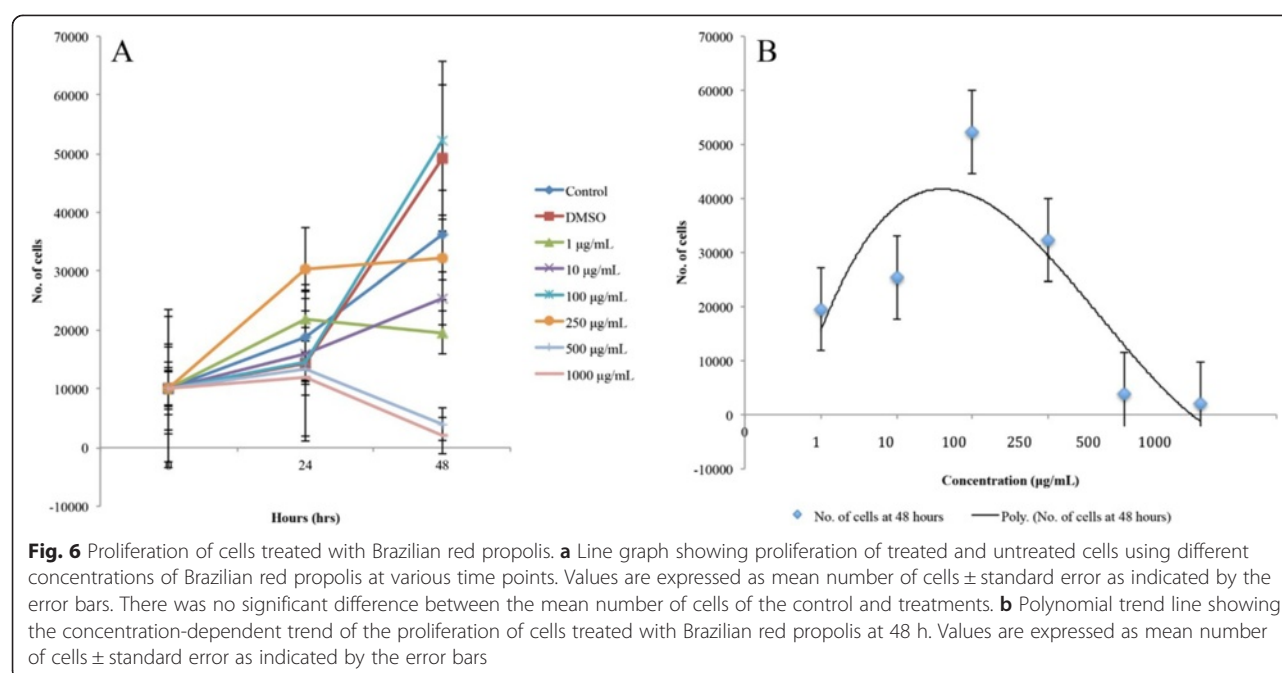 A
70000
60000
50000
40000
30000
20000
10000
0
-10000
No. of cells
24
48
Hours (hrs)
Control
DMSO
1 µg/mL
10 µg/mL
100 µg/mL
250 µg/mL
500 µg/mL
1000 µg/mL
B
70000
60000
50000
40000
30000
20000
10000
0
-10000
No. of cells
0
1
10
100
250
500
1000
Concentration (µg/mL)
No. of cells at 48 hours
Poly. (No. of cells at 48 hours)
Fig. 6 Proliferation of cells treated with Brazilian red propolis. a Line graph showing proliferation of treated and untreated cells using different
concentrations of Brazilian red propolis at various time points. Values are expressed as mean number of cells ± standard error as indicated by the
error bars. There was no significant difference between the mean number of cells of the control and treatments. b Polynomial trend line showing
the concentration-dependent trend of the proliferation of cells treated with Brazilian red propolis at 48 h. Values are expressed as mean number
of cells ± standard error as indicated by the error bars